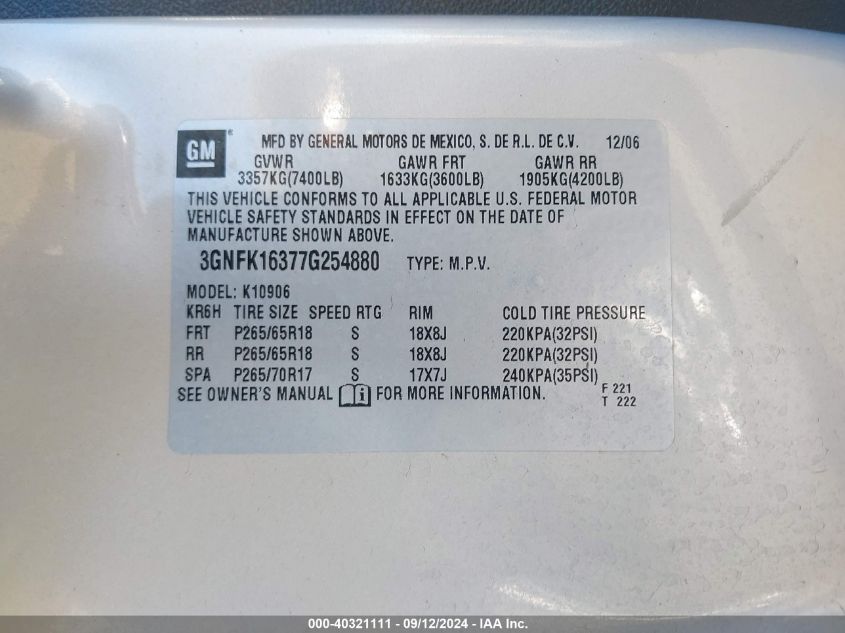 GM® MFD BY GENERAL MOTORS DE MEXICO, S. DE R.L. DE C.V. 12/06
GVWR GAWR FRT GAWR RR
3357KG(7400LB) 1633KG(3600LB) 1905KG(4200LB)
THIS VEHICLE CONFORMS TO ALL APPLICABLE U.S. FEDERAL MOTOR
VEHICLE SAFETY STANDARDS IN EFFECT ON THE DATE OF
MANUFACTURE SHOWN ABOVE.
3GNFK16377G254880 TYPE: M.P.V.
MODEL: K10906
KR6H TIRE SIZE SPEED RTG RIM COLD TIRE PRESSURE
FRT P265/65R18 S 18X8J 220KPA(32PSI)
RR P265/65R18 S 18X8J 220KPA(32PSI)
SPA P265/70R17 S 17X7J 240KPA(35PSI)
SEE OWNER'S MANUAL i FOR MORE INFORMATION. F 221
T 222
000-40321111 - 09/12/2024 - IAA Inc.